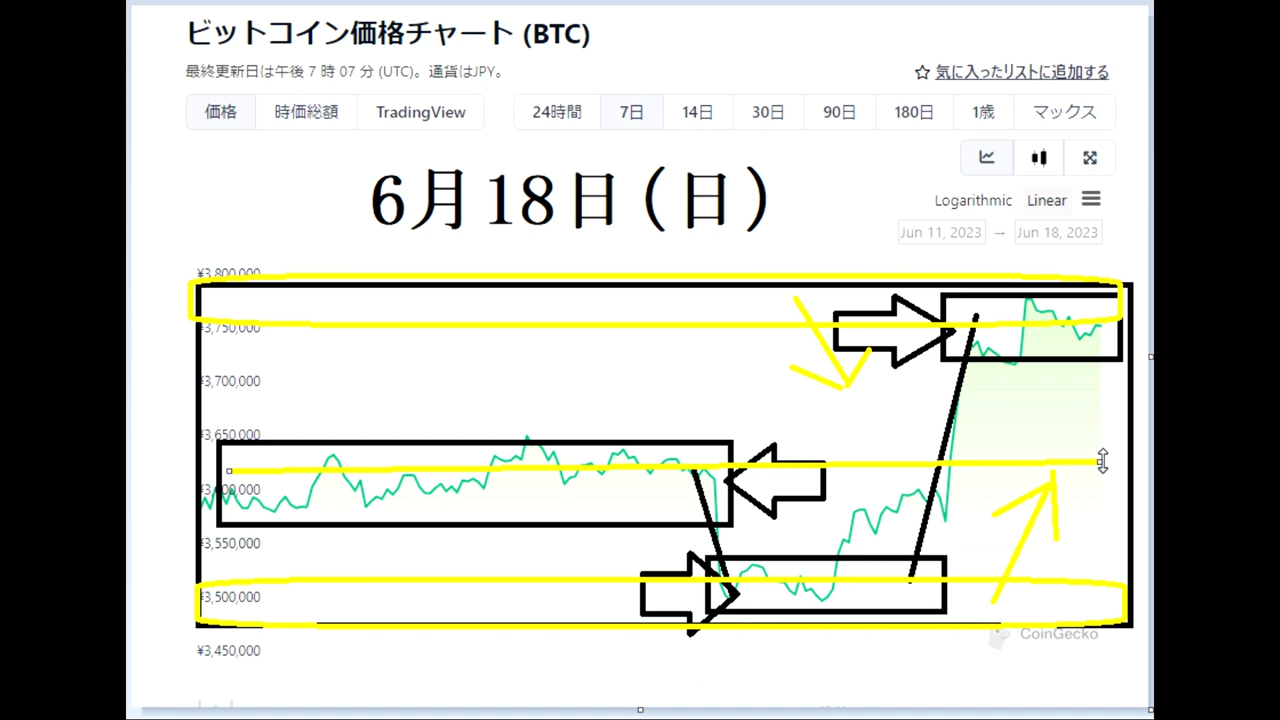 ビットコイン価格チャート (BTC)
最終更新日は午後 7 時 07 分 (UTC)。通貨はJPY。
気に入ったリストに追加する
価格 時価総額 TradingView 24時間 7日 14日 30日 90日 180日 1歳 マックス
6月18日(日)
Logarithmic Linear
Jun 11, 2023 → Jun 18, 2023
¥3,800,000
¥3,750,000
¥3,700,000
¥3,650,000
¥3,600,000
¥3,550,000
¥3,500,000
CoinGecko
¥3,450,000